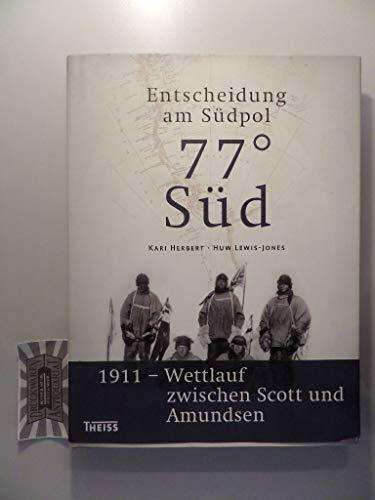 Entscheidung
am Südpol
77°
Süd
KARI HERBERT · HUW LEWIS-JONES
1911 – Wettlauf
zwischen Scott und
Amundsen
THEISS